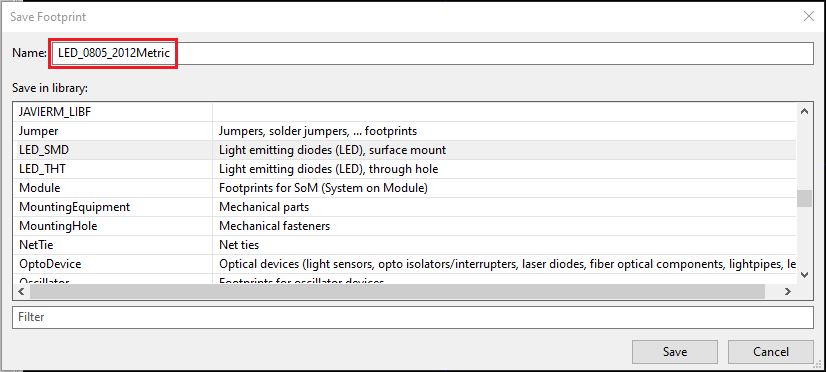 Save Footprint
Name: LED_0805_2012Metric
Save in library:
JAVIERM_LIBF
Jumper Jumpers, solder jumpers, ... footprints
LED_SMD Light emitting diodes (LED), surface mount
LED_THT Light emitting diodes (LED), through hole
Module Footprints for SoM (System on Module)
MountingEquipment Mechanical parts
MountingHole Mechanical fasteners
NetTie Net ties
OptoDevice Optical devices (light sensors, opto isolators/interrupters, laser diodes, fiber optical components, lightpipes, le
Oscillator Footprints for oscillator devices
Filter
Save Cancel